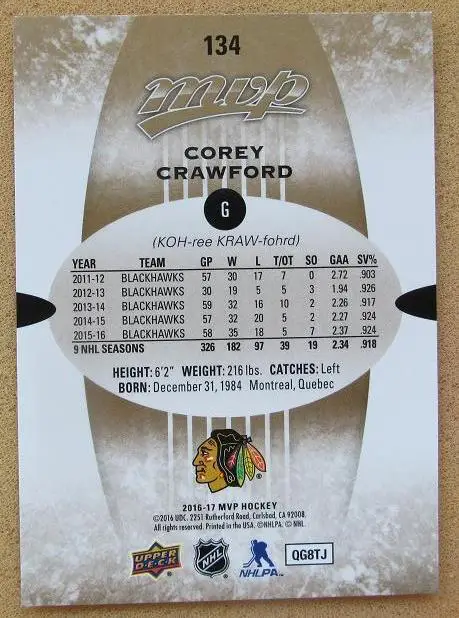 134
mvp
COREY
CRAWFORD
G
(KOH-ree KRAW-fohrd)
YEAR TEAM GP W L T/OT SO GAA SV%
2011-12 BLACKHAWKS 57 30 17 7 0 2.72 .903
2012-13 BLACKHAWKS 30 19 5 5 3 1.94 .926
2013-14 BLACKHAWKS 59 32 16 10 2 2.26 .917
2014-15 BLACKHAWKS 57 32 20 5 2 2.27 .924
2015-16 BLACKHAWKS 58 35 18 5 7 2.37 .924
9 NHL SEASONS 326 182 97 39 19 2.34 .918
HEIGHT: 6'2" WEIGHT: 216 lbs. CATCHES: Left
BORN: December 31, 1984 Montreal, Quebec
2016-17 MVP HOCKEY
©2016 UDC. 2251 Rutherford Road, Carlsbad, CA 92008.
All rights reserved. Printed in the USA. ©NHLPA. © NHL.
UPPER DECK NHL NHLPA QG8TJ